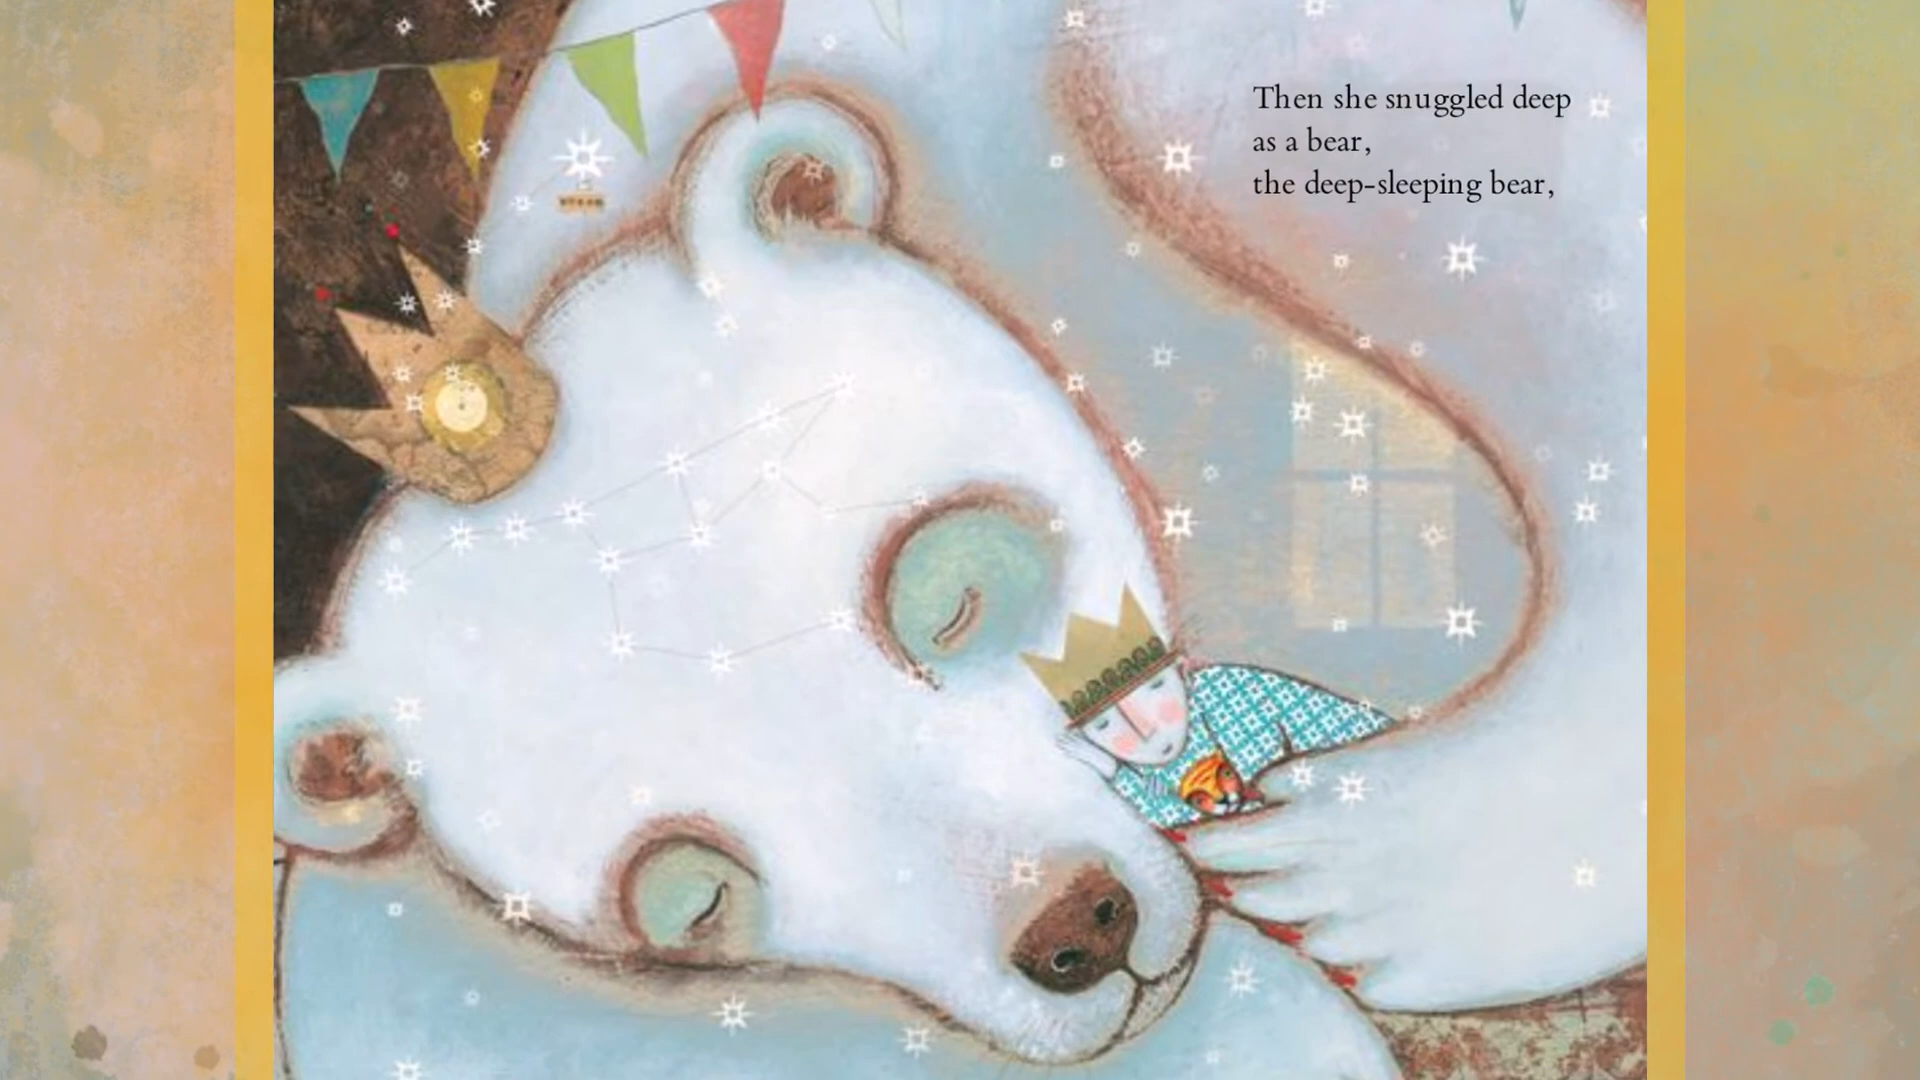 Then she snuggled deep
as a bear,
the deep-sleeping bear,